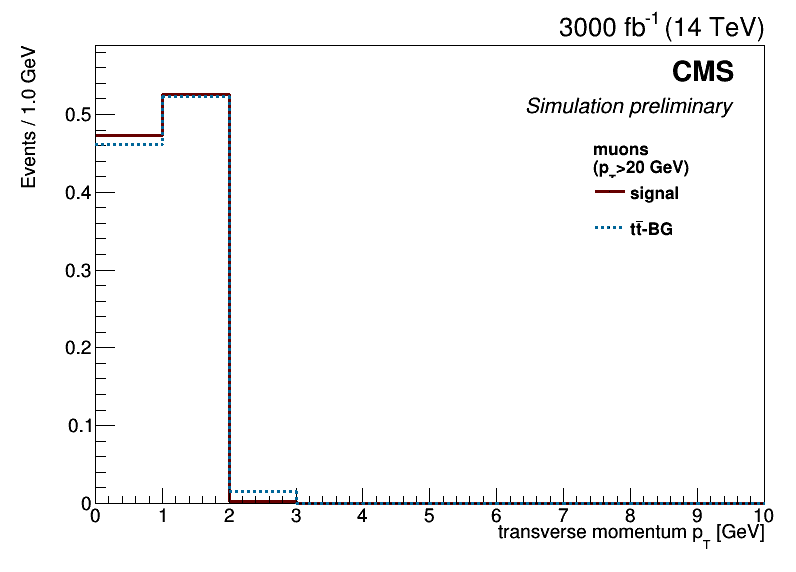 3000 fb-1 (14 TeV)
CMS
Simulation preliminary
Events / 1.0 GeV
muons
(pT>20 GeV)
signal
tt̅-BG
0.5
0.4
0.3
0.2
0.1
0
0 1 2 3 4 5 6 7 8 9 10
transverse momentum pT [GeV]